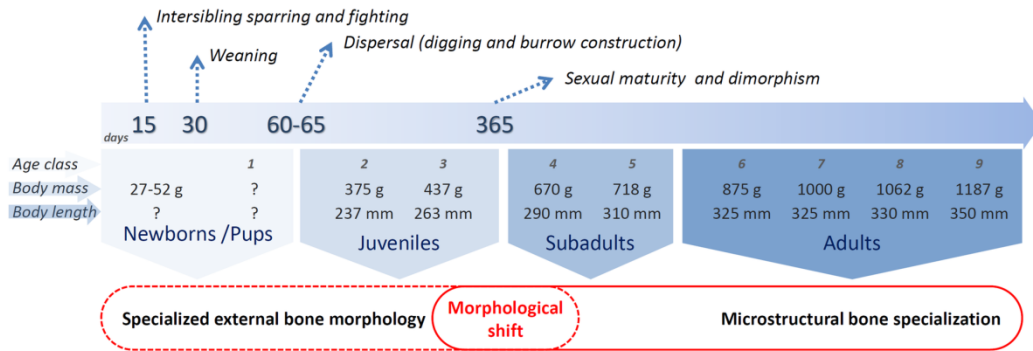 Intersibling sparring and fighting
Weaning
Dispersal (digging and burrow construction)
Sexual maturity and dimorphism
days 15 30 60-65 365
Age class 1 2 3 4 5 6 7 8 9
Body mass 27-52 g ? 375 g 437 g 670 g 718 g 875 g 1000 g 1062 g 1187 g
Body length ? ? 237 mm 263 mm 290 mm 310 mm 325 mm 325 mm 330 mm 350 mm
Newborns /Pups Juveniles Subadults Adults
Specialized external bone morphology
Morphological
shift
Microstructural bone specialization